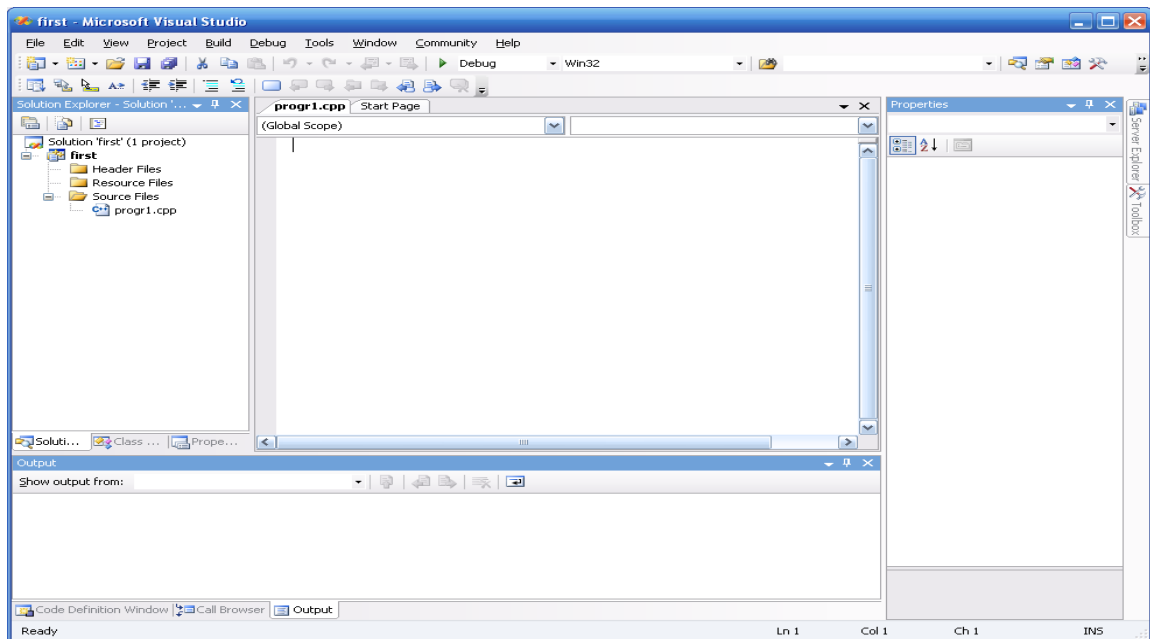 first - Microsoft Visual Studio
File Edit View Project Build Debug Tools Window Community Help
Debug Win32
Solution Explorer - Solution '...
progr1.cpp Start Page
Properties
(Global Scope)
Solution 'first' (1 project)
first
Header Files
Resource Files
Source Files
progr1.cpp
Server Explorer
Toolbox
Soluti... Class ... Prope...
Output
Show output from:
Code Definition Window Call Browser Output
Ready Ln 1 Col 1 Ch 1 INS